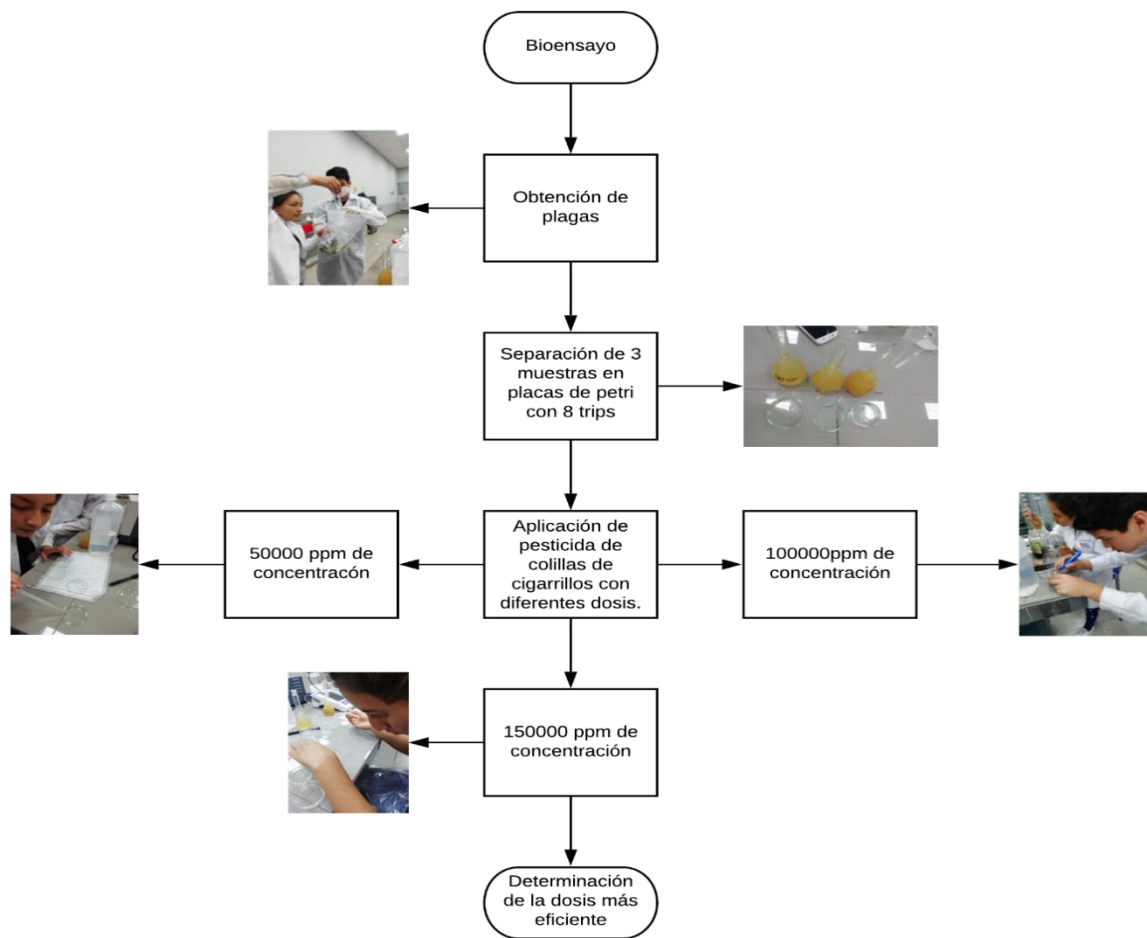 Bioensayo
Obtención de
plagas
Separación de 3
muestras en
placas de petri
con 8 trips
Aplicación de
pesticida de
colillas de
cigarrillos con
diferentes dosis.
50000 ppm de
concentracón
100000ppm de
concentración
150000 ppm de
concentración
Determinación
de la dosis más
eficiente